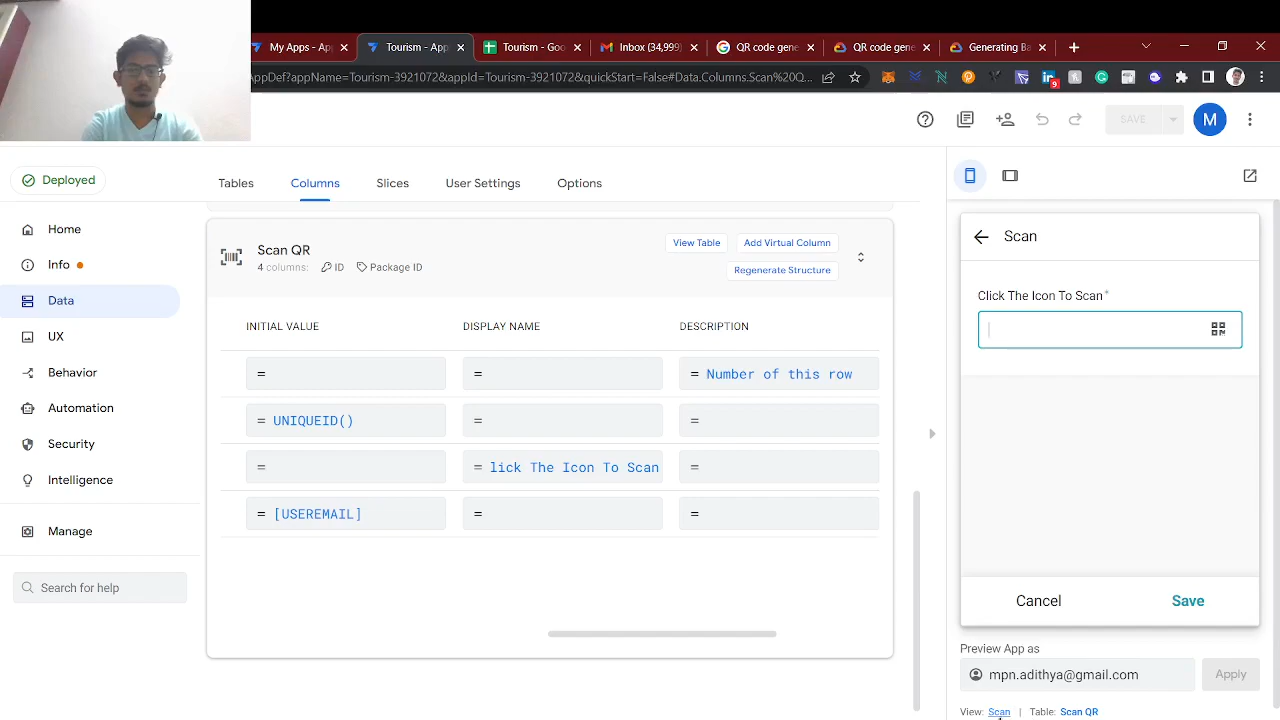 My Apps - Ap
Tourism - App
Tourism - Goo
Inbox (34,999)
QR code gene
QR code gene
Generating Ba
AppDef?appName=Tourism-3921072&appId=Tourism-3921072&quickStart=False#Data.Columns.Scan%20Q...
9
SAVE
M
Deployed
Tables
Columns
Slices
User Settings
Options
Home
Info
Data
UX
Behavior
Automation
Security
Intelligence
Manage
Search for help
Scan QR
4 columns: ID Package ID
View Table
Add Virtual Column
Regenerate Structure
INITIAL VALUE DISPLAY NAME DESCRIPTION
= = = Number of this row
= UNIQUEID() = =
= = lick The Icon To Scan =
= [USEREMAIL] = =
Scan
Click The Icon To Scan*
Cancel Save
Preview App as
mpn.adithya@gmail.com Apply
View: Scan | Table: Scan QR